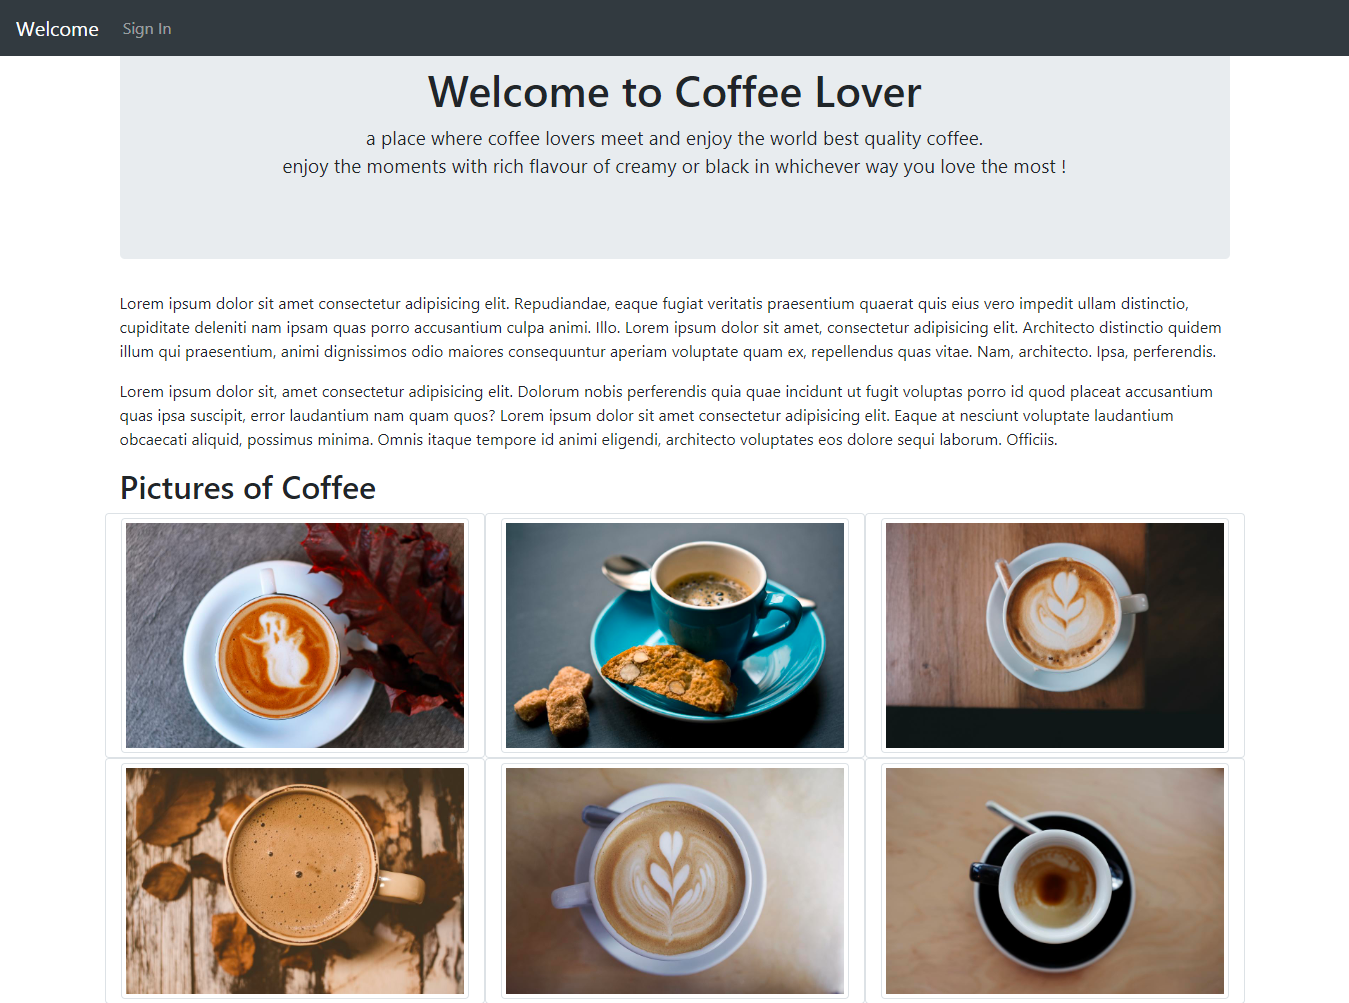 Welcome Sign In
Welcome to Coffee Lover
a place where coffee lovers meet and enjoy the world best quality coffee.
enjoy the moments with rich flavour of creamy or black in whichever way you love the most !
Lorem ipsum dolor sit amet consectetur adipisicing elit. Repudiandae, eaque fugiat veritatis praesentium quaerat quis eius vero impedit ullam distinctio,
cupiditate deleniti nam ipsam quas porro accusantium culpa animi. Illo. Lorem ipsum dolor sit amet, consectetur adipisicing elit. Architecto distinctio quidem
illum qui praesentium, animi dignissimos odio maiores consequuntur aperiam voluptate quam ex, repellendus quas vitae. Nam, architecto. Ipsa, perferendis.
Lorem ipsum dolor sit, amet consectetur adipisicing elit. Dolorum nobis perferendis quia quae incidunt ut fugit voluptas porro id quod placeat accusantium
quas ipsa suscipit, error laudantium nam quam quos? Lorem ipsum dolor sit amet consectetur adipisicing elit. Eaque at nesciunt voluptate laudantium
obcaecati aliquid, possimus minima. Omnis itaque tempore id animi eligendi, architecto voluptates eos dolore sequi laborum. Officiis.
Pictures of Coffee